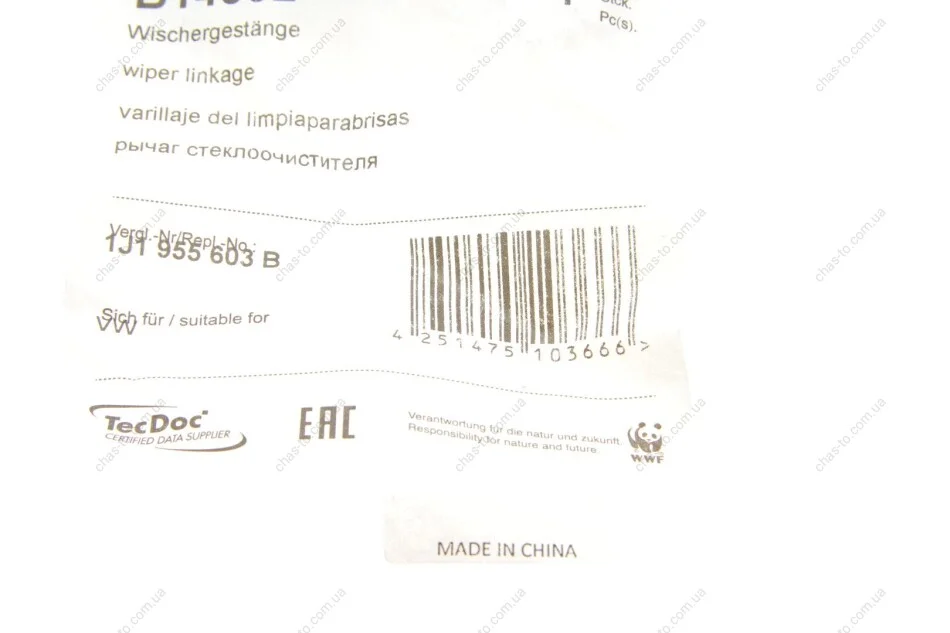 Pc(s).
Wischergestänge
wiper linkage
varillaje del limpiaparabrisas
рычаг стеклоочистителя
Vergl.-Nr/Repl.-No.:
1J1 955 603 B
Sich für / suitable for
VW
4 251475 103666 >
TecDoc
CERTIFIED DATA SUPPLIER
EAC
Verantwortung für die natur und zukunft.
Responsibility for nature and future.
WWF
MADE IN CHINA
chas-to.com.ua